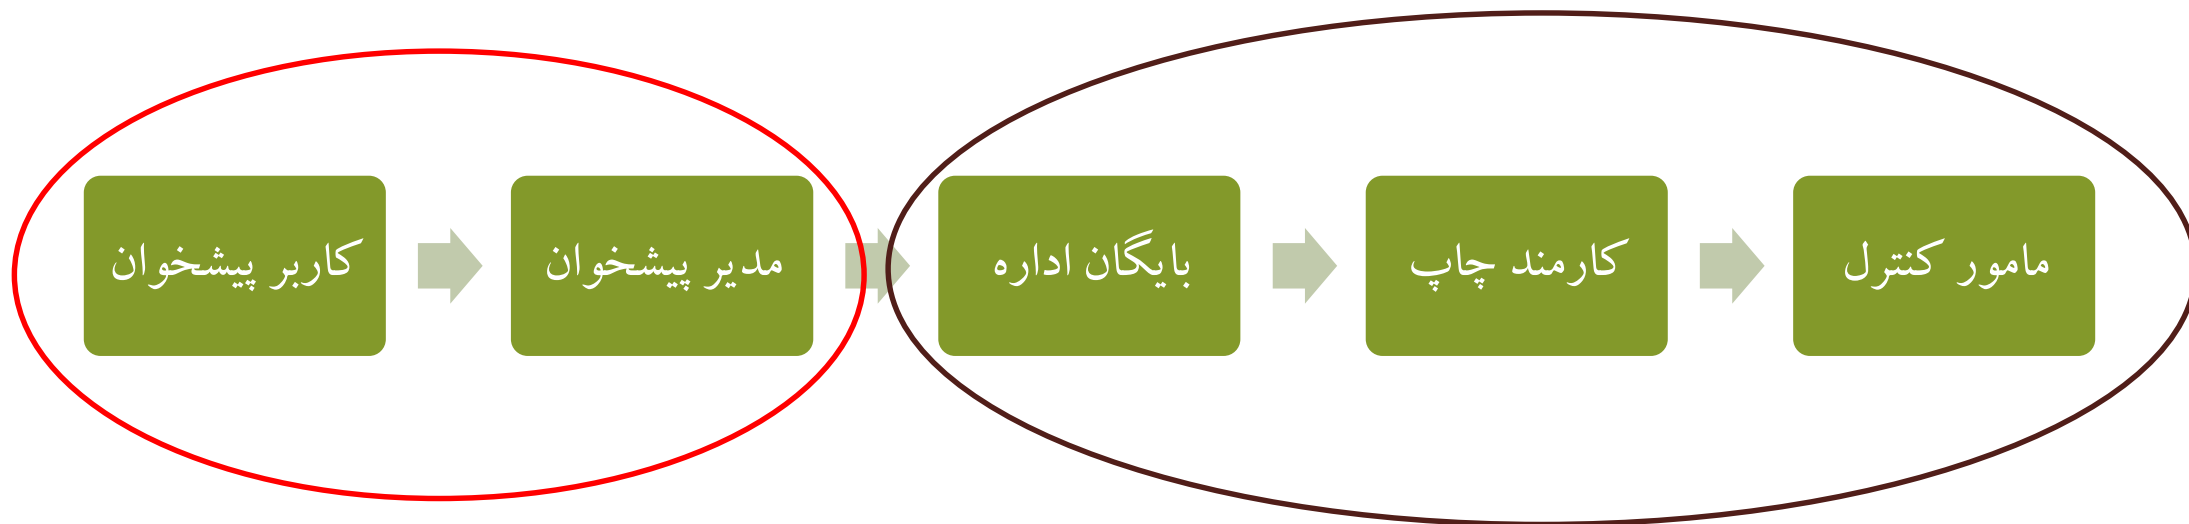 کاربر پیشخوان
مدیر پیشخوان
بایگان اداره
کارمند چاپ
مامور کنترل